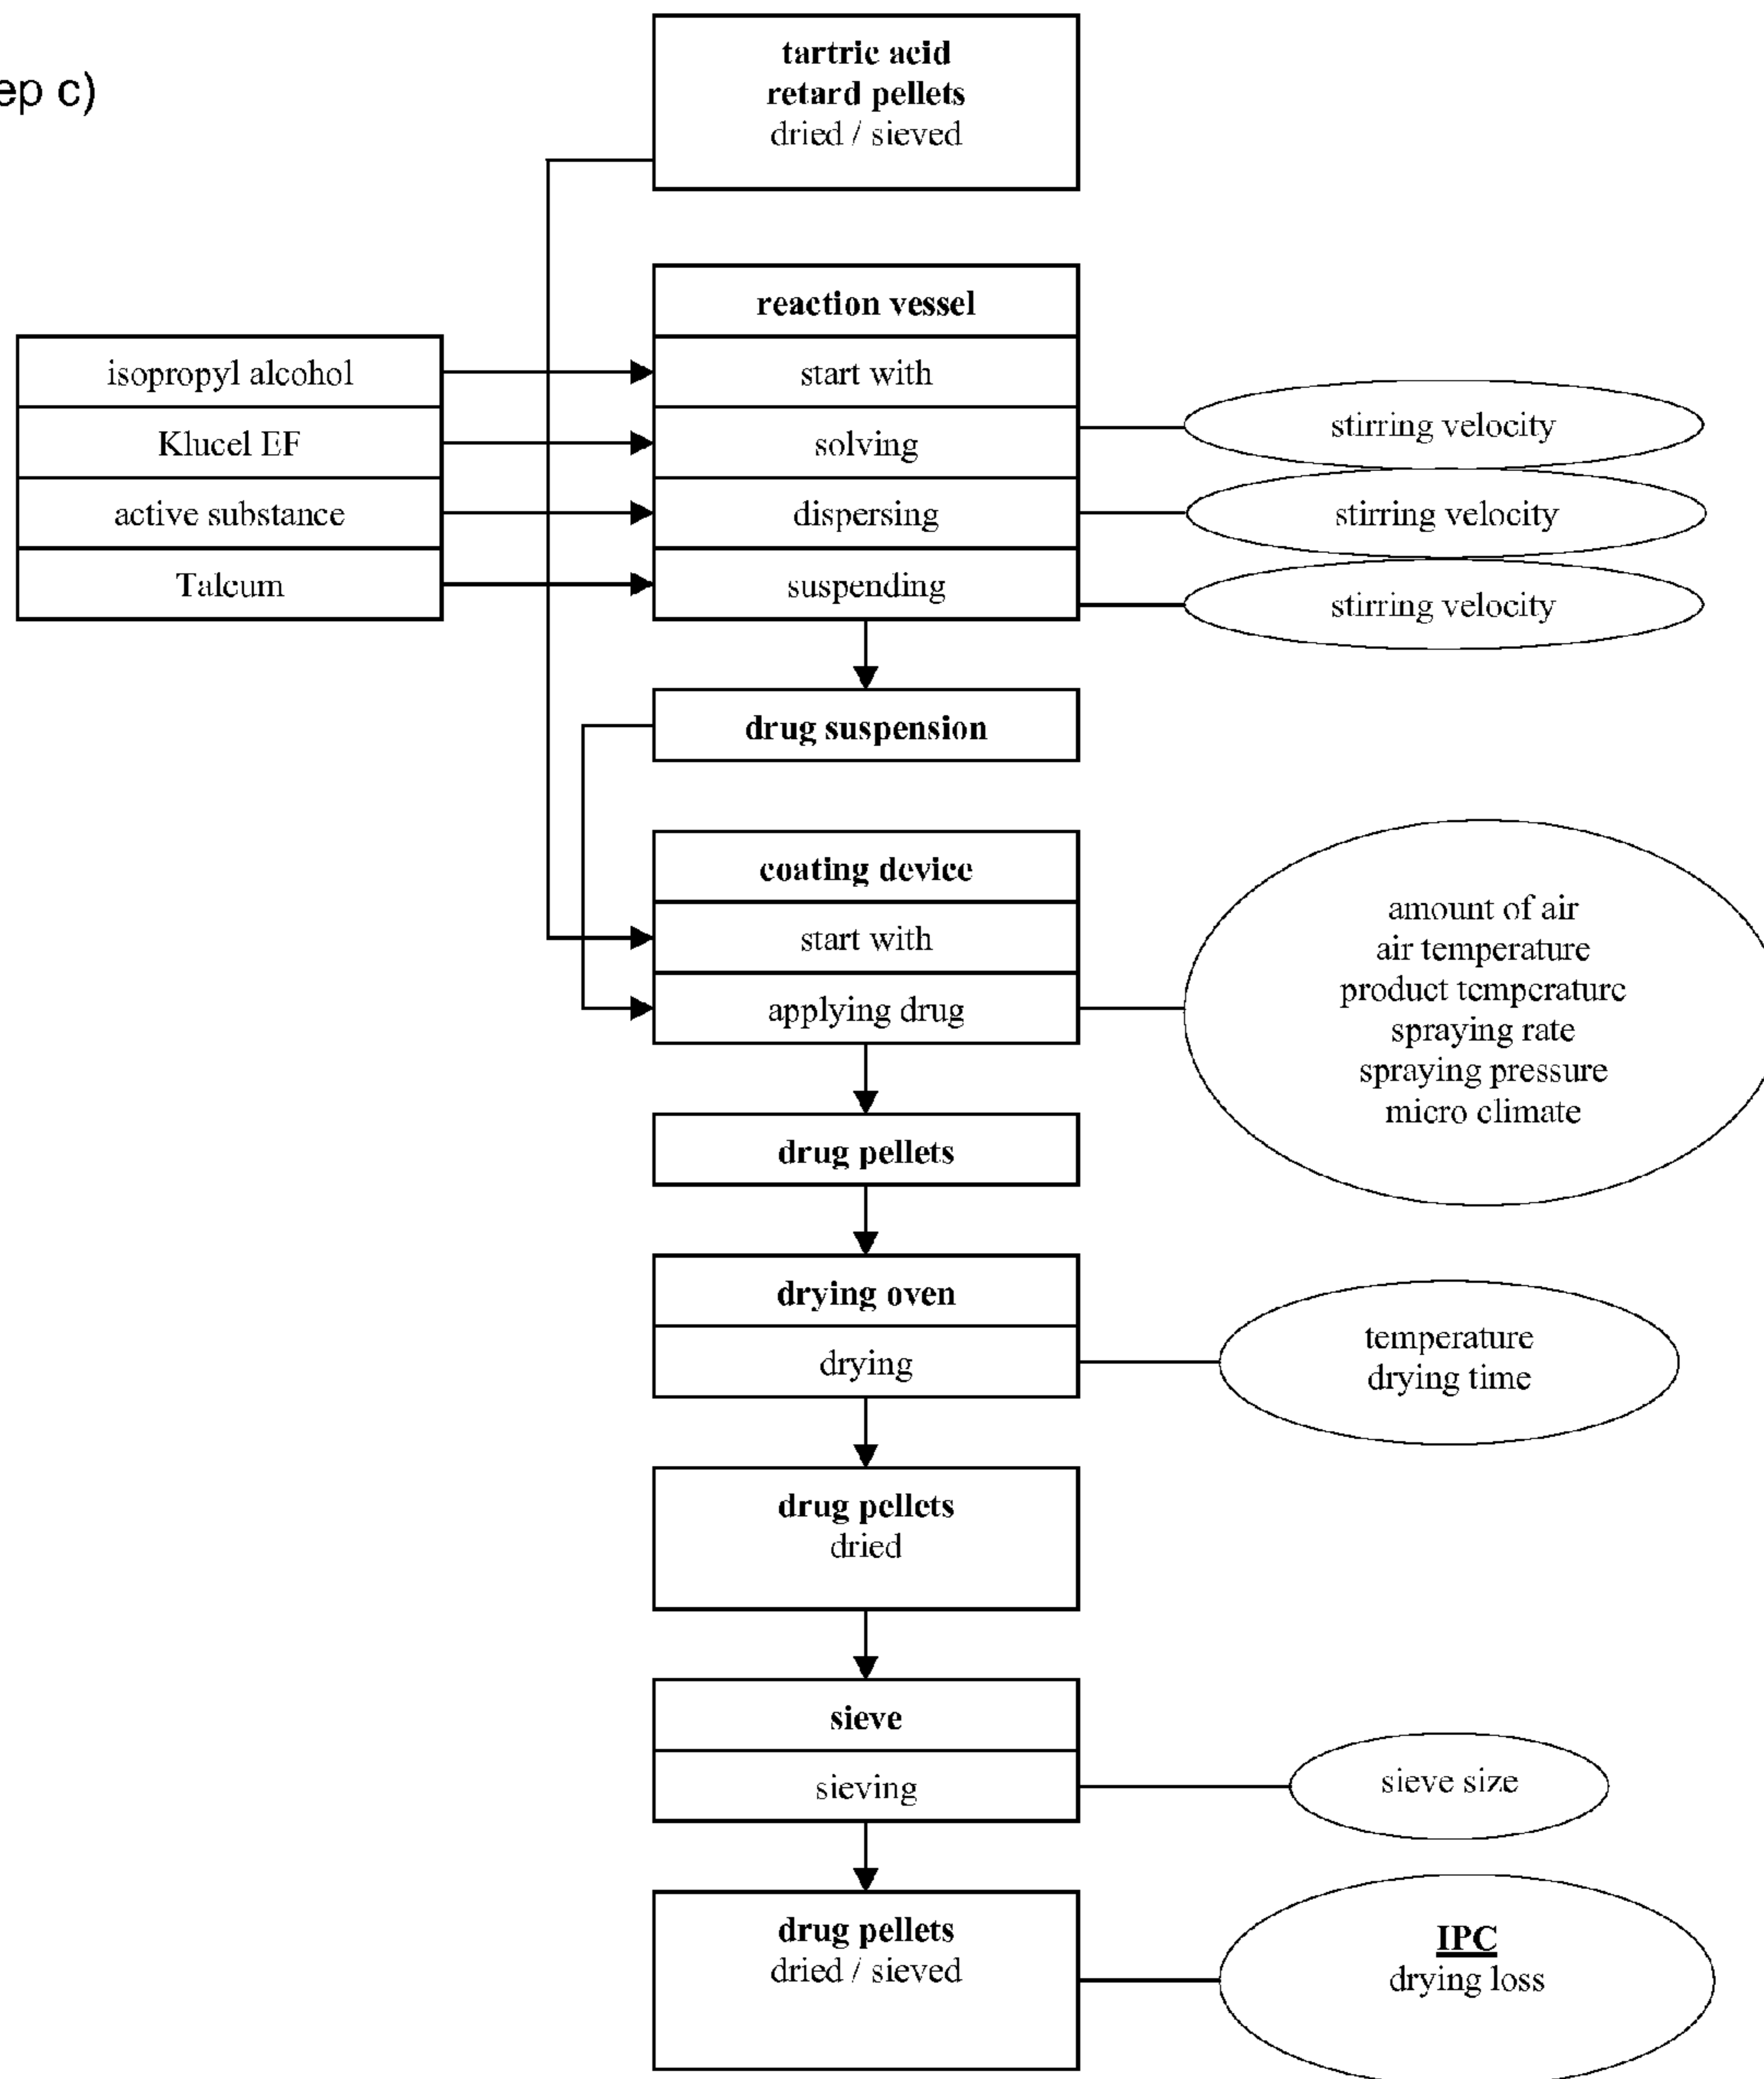 ep c)
tartric acid
retard pellets
dried / sieved
reaction vessel
isopropyl alcohol
start with
Klucel EF
solving
stirring velocity
active substance
dispersing
stirring velocity
Talcum
suspending
stirring velocity
drug suspension
coating device
start with
applying drug
amount of air
air temperature
product temperature
spraying rate
spraying pressure
micro climate
drug pellets
drying oven
drying
temperature
drying time
drug pellets
dried
sieve
sieving
sieve size
drug pellets
dried / sieved
IPC
drying loss